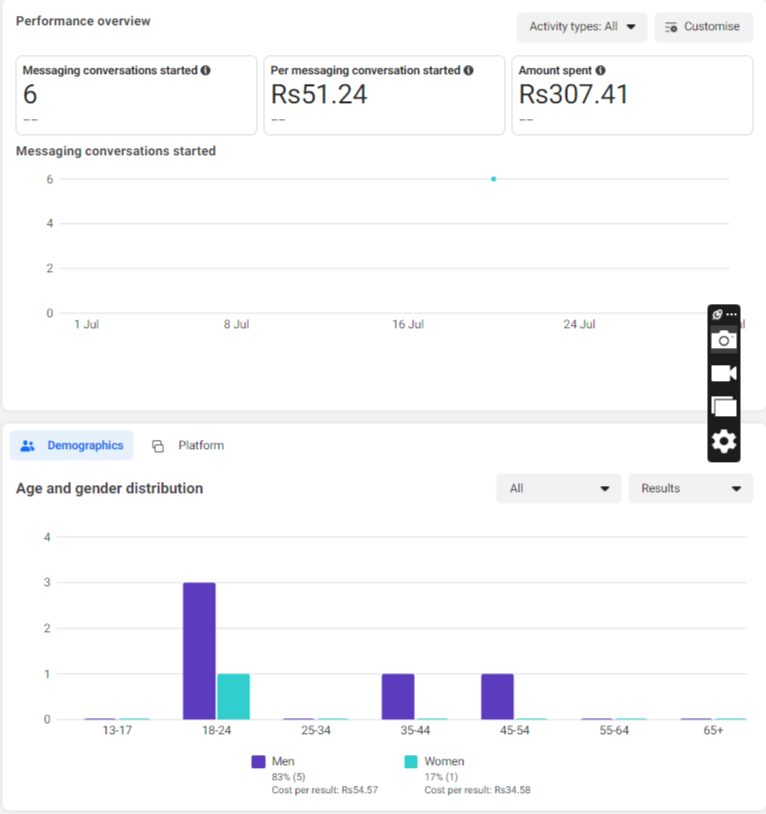 Performance overview
Activity types: All
Customise
Messaging conversations started
6
--
Per messaging conversation started
Rs51.24
--
Amount spent
Rs307.41
--
Messaging conversations started
6
4
2
0
1 Jul
8 Jul
16 Jul
24 Jul
Demographics
Platform
Age and gender distribution
All
Results
4
3
2
1
0
13-17
18-24
25-34
35-44
45-54
55-64
65+
Men
83% (5)
Cost per result: Rs54.57
Women
17% (1)
Cost per result: Rs34.58